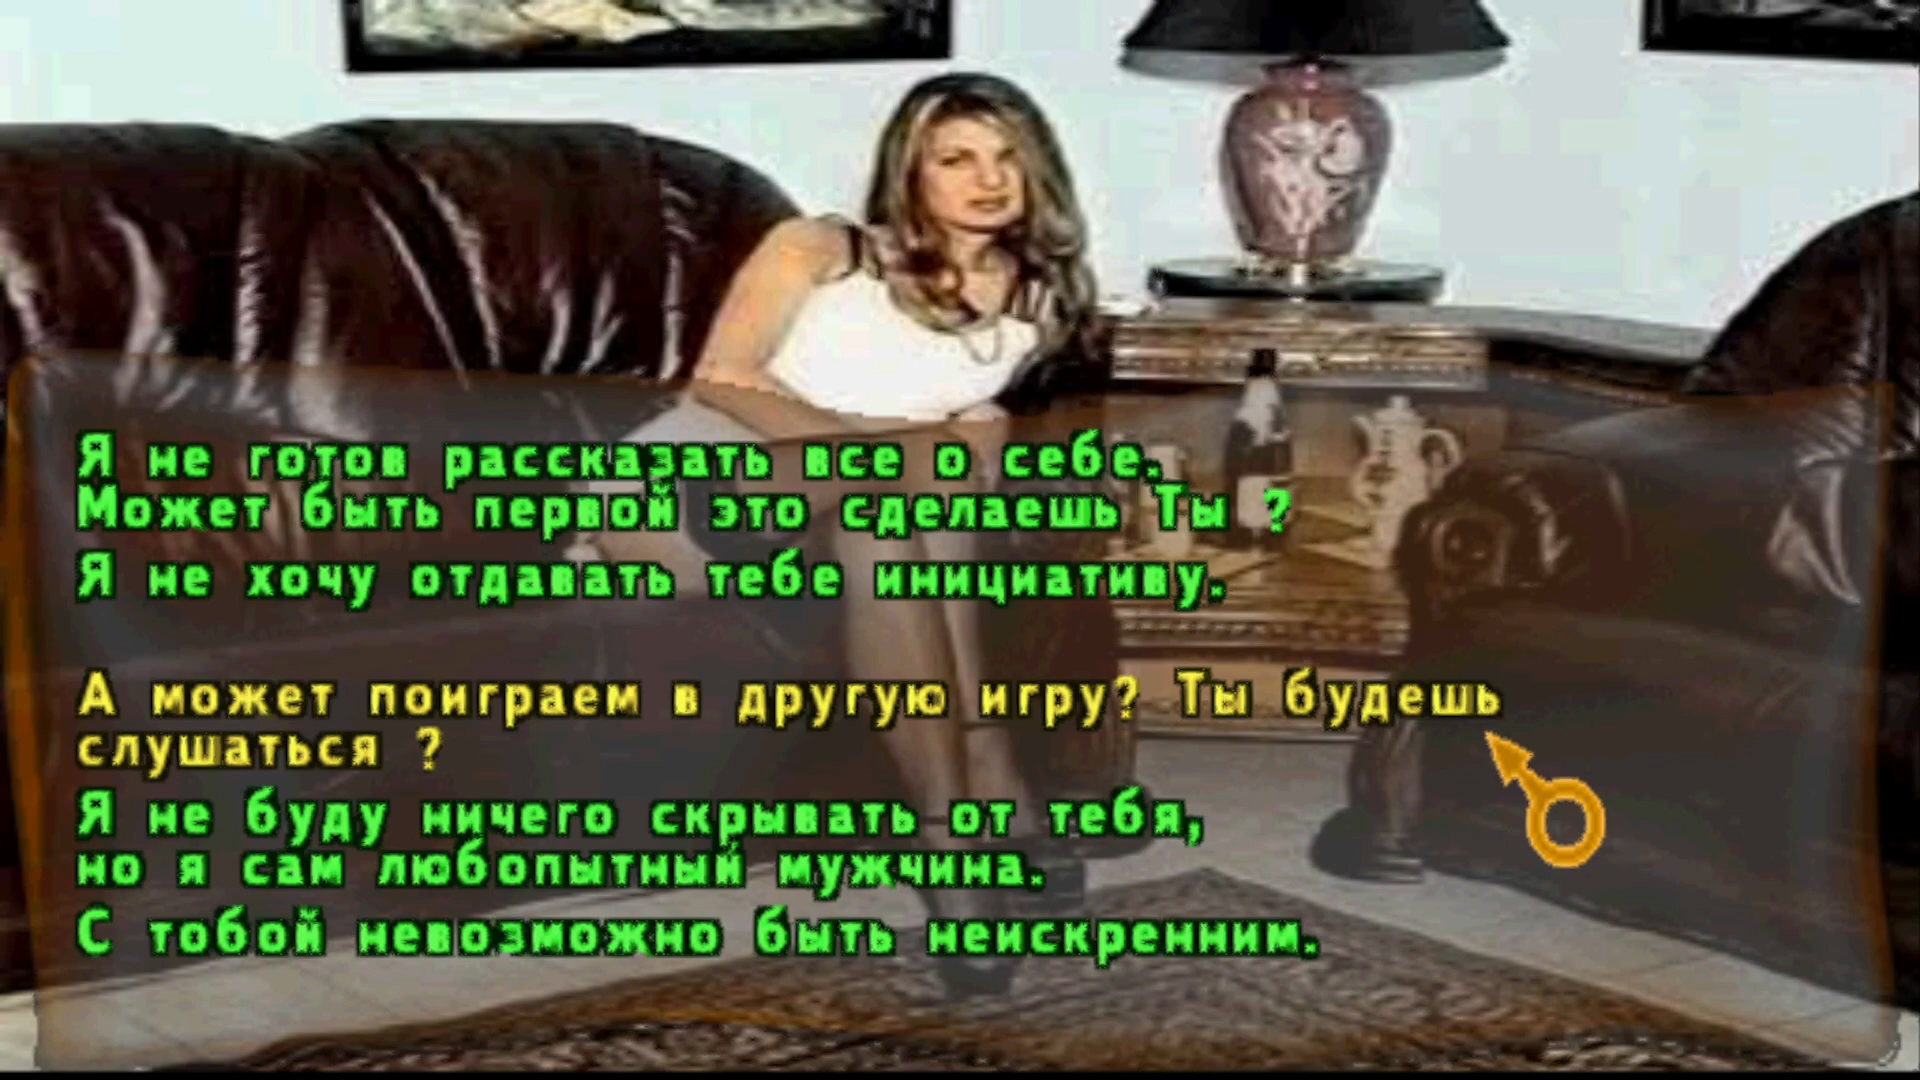 Я не готов рассказать все о себе.
Может быть первой это сделаешь Ты ?
Я не хочу отдавать тебе инициативу.
А может поиграем в другую игру? Ты будешь
слушаться ?
Я не буду ничего скрывать от тебя,
но я сам любопытный мужчина.
С тобой невозможно быть неискренним.